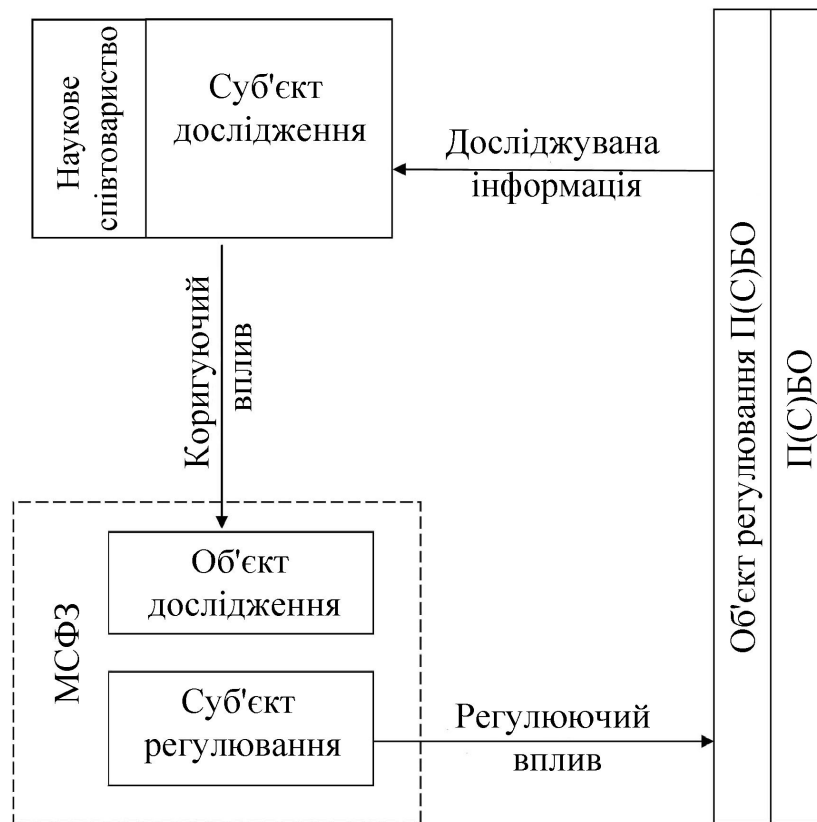 Наукове
співтовариство
Суб'єкт
дослідження
Досліджувана
інформація
Коригуючий
вплив
Об'єкт регулювання П(С)БО
П(С)БО
МСФЗ
Об'єкт
дослідження
Суб'єкт
регулювання
Регулюючий
вплив